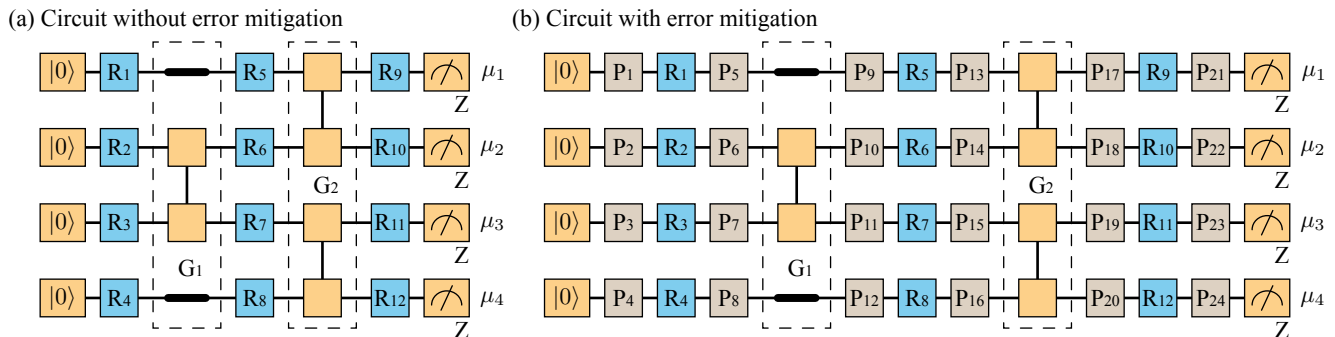 (a) Circuit without error mitigation
|0⟩ R1 R5 R9 μ1
Z
|0⟩ R2 R6 R10 μ2
Z
G2
|0⟩ R3 R7 R11 μ3
Z
G1
|0⟩ R4 R8 R12 μ4
Z
(b) Circuit with error mitigation
|0⟩ P1 R1 P5 P9 R5 P13 P17 R9 P21 μ1
Z
|0⟩ P2 R2 P6 P10 R6 P14 P18 R10 P22 μ2
Z
G2
|0⟩ P3 R3 P7 P11 R7 P15 P19 R11 P23 μ3
Z
G1
|0⟩ P4 R4 P8 P12 R8 P16 P20 R12 P24 μ4
Z